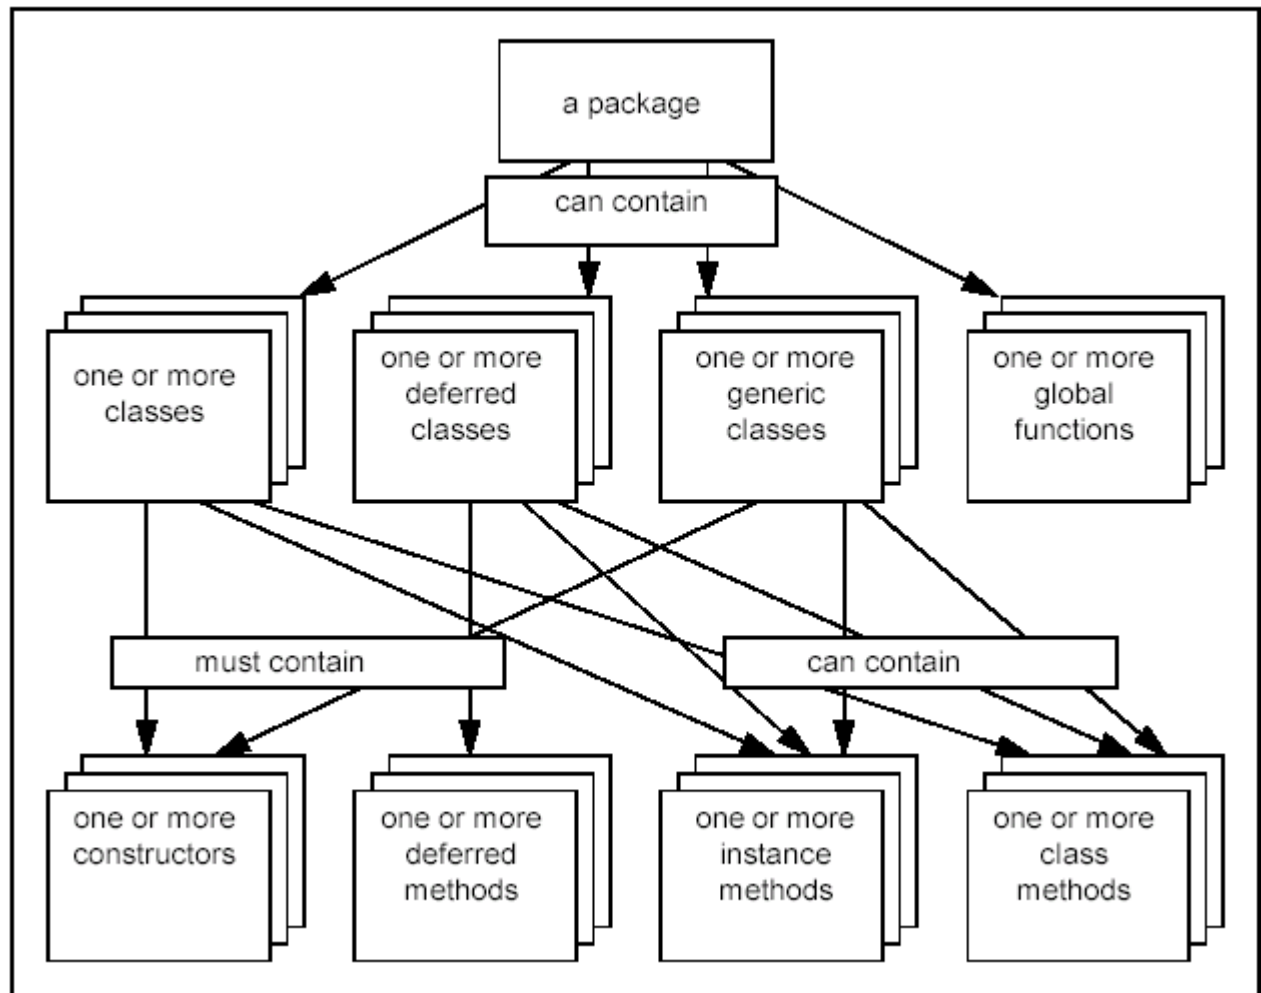 a package
can contain
one or more
classes
one or more
deferred
classes
one or more
generic
classes
one or more
global
functions
must contain
can contain
one or more
constructors
one or more
deferred
methods
one or more
instance
methods
one or more
class
methods